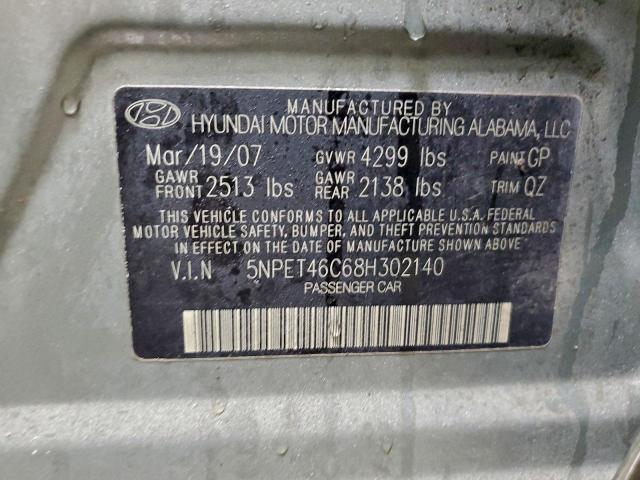 MANUFACTURED BY
HYUNDAI MOTOR MANUFACTURING ALABAMA, LLC
Mar/19/07 GVWR 4299 lbs PAINT CP
GAWR FRONT 2513 lbs GAWR REAR 2138 lbs TRIM QZ
THIS VEHICLE CONFORMS TO ALL APPLICABLE U.S.A. FEDERAL
MOTOR VEHICLE SAFETY, BUMPER, AND THEFT PREVENTION STANDARDS
IN EFFECT ON THE DATE OF MANUFACTURE SHOWN ABOVE
V.I.N 5NPET46C68H302140
PASSENGER CAR